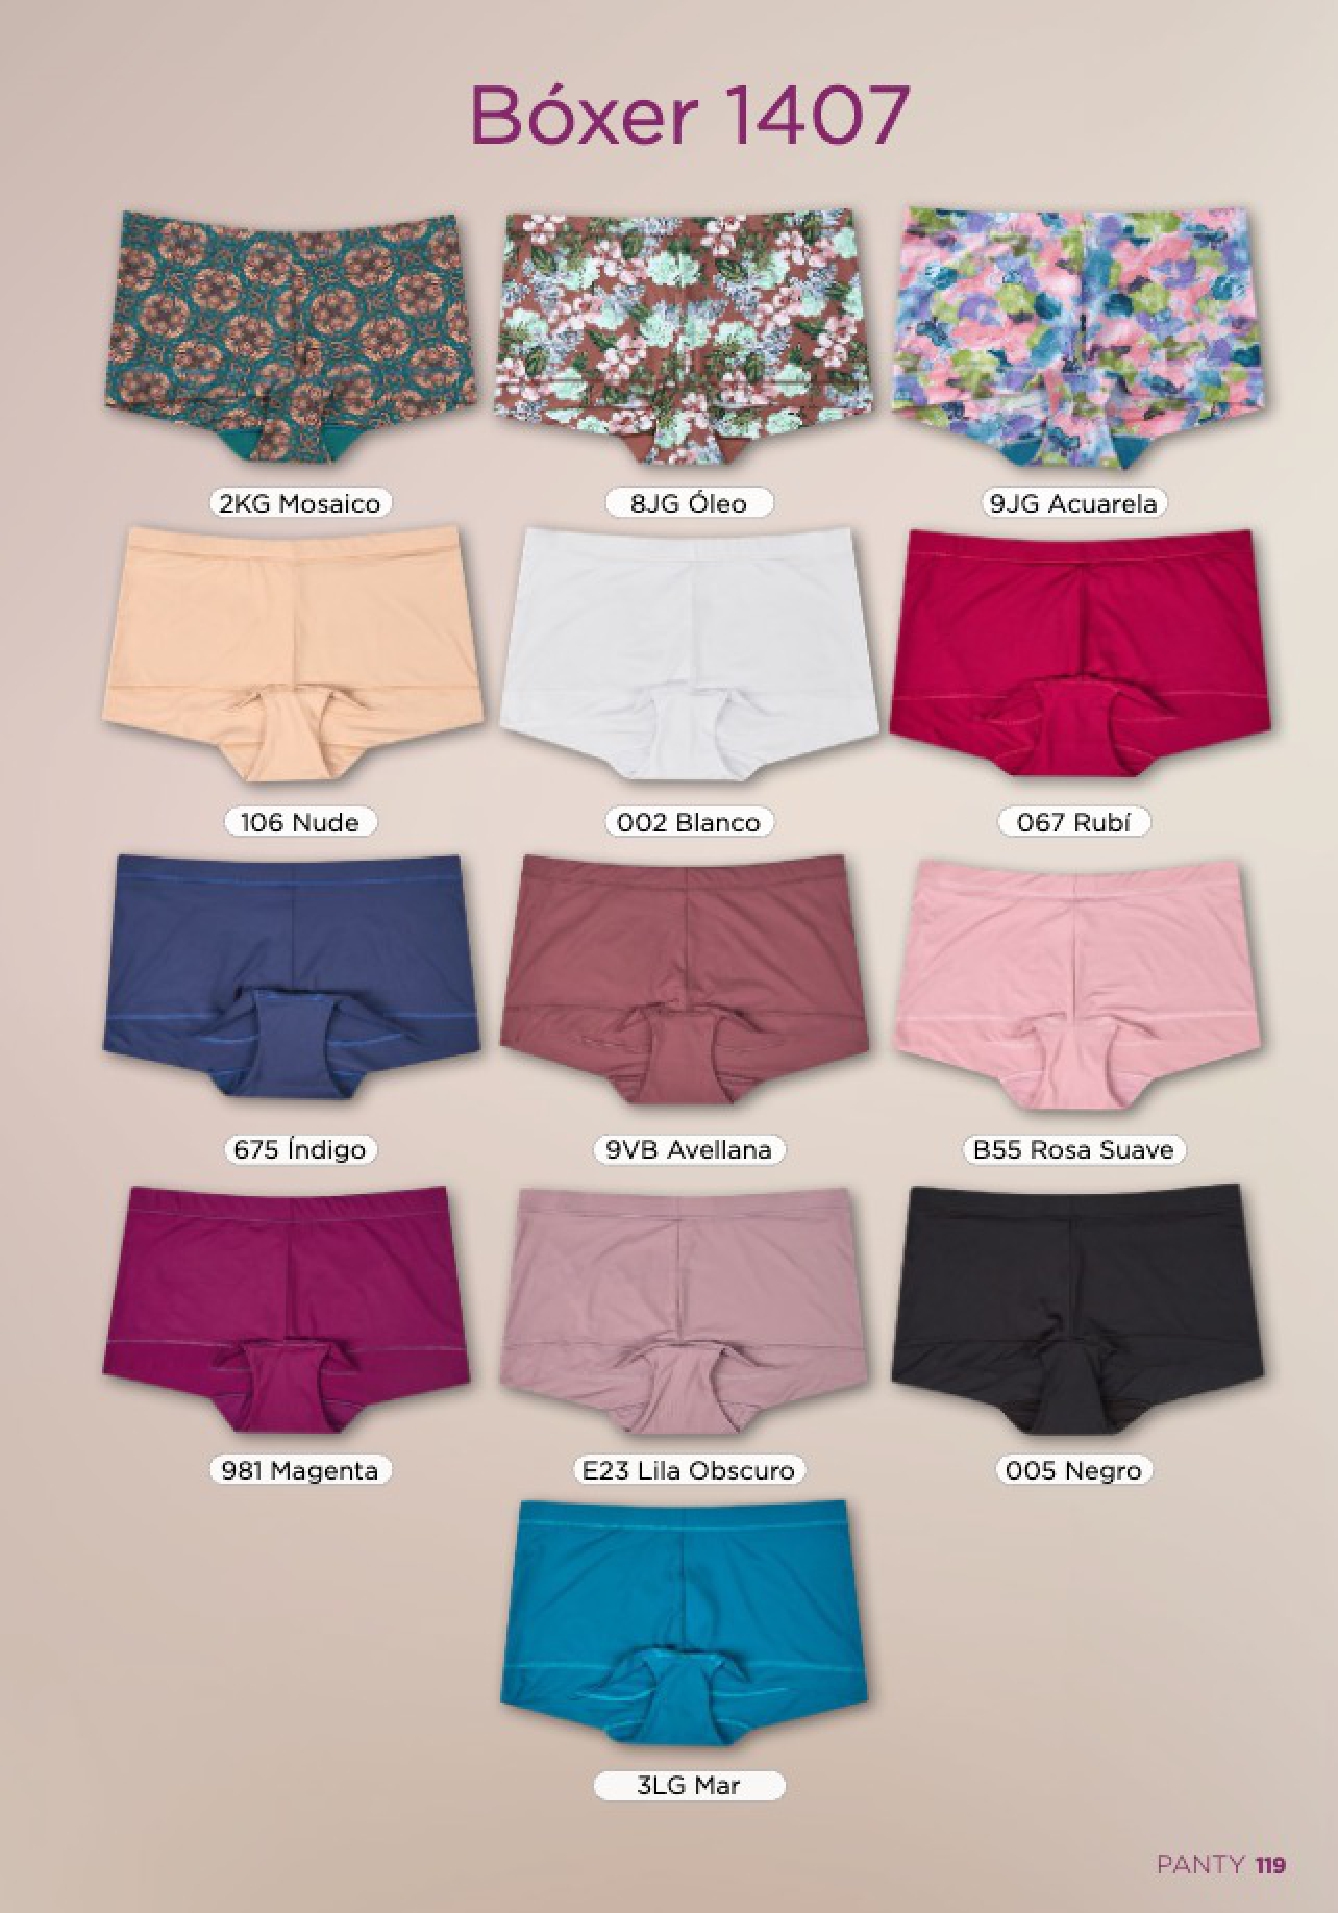 Bóxer 1407
2KG Mosaico
8JG Óleo
9JG Acuarela
106 Nude
002 Blanco
067 Rubí
675 Índigo
9VB Avellana
B55 Rosa Suave
981 Magenta
E23 Lila Obscuro
005 Negro
3LG Mar
PANTY 119